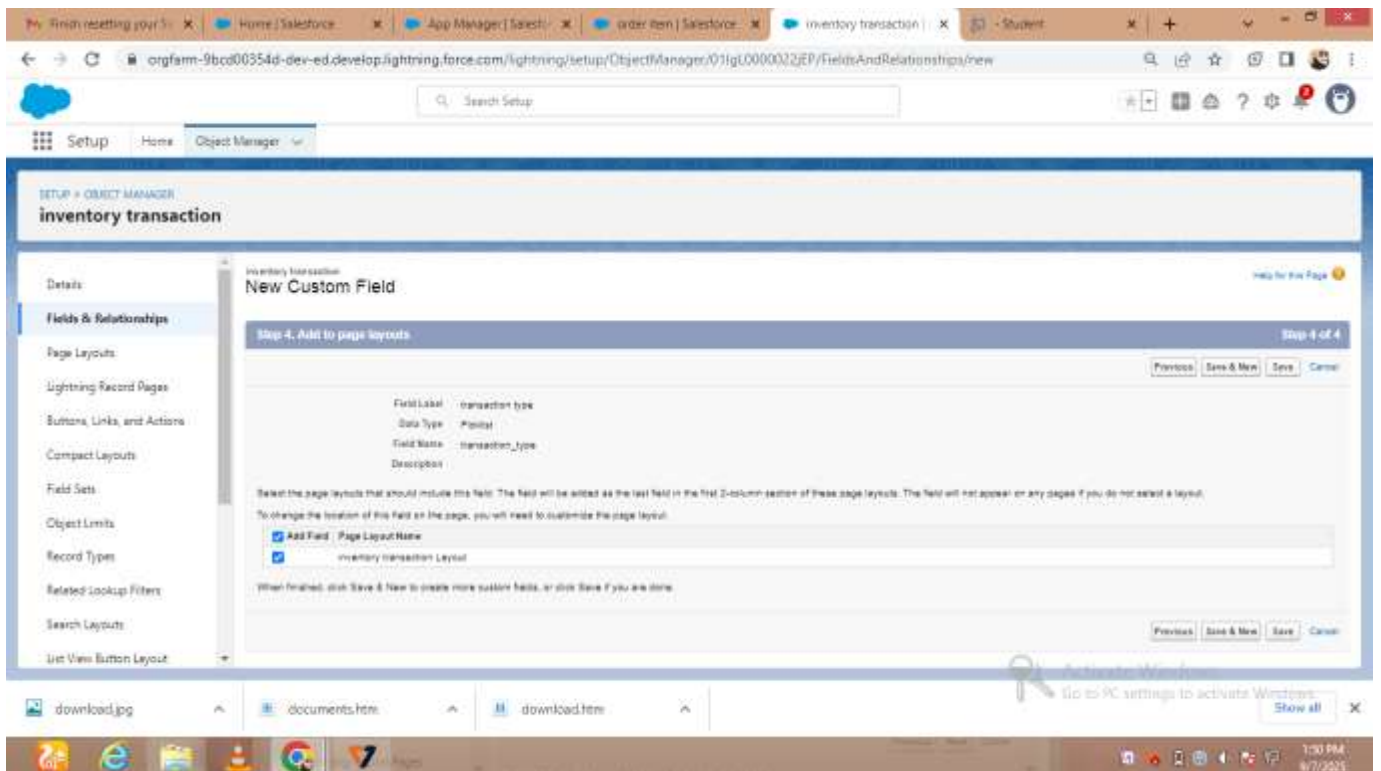 Finish resetting your S
Home | Salesforce
App Manager | Salesfo
order item | Salesforce
inventory transaction |
- Student
orgfarm-9bcd00354d-dev-ed.develop.lightning.force.com/lightning/setup/ObjectManager/01IgL0000022jEP/FieldsAndRelationships/new
Search Setup
2
Setup Home Object Manager
SETUP > OBJECT MANAGER
inventory transaction
Details
Fields & Relationships
Page Layouts
Lightning Record Pages
Buttons, Links, and Actions
Compact Layouts
Field Sets
Object Limits
Record Types
Related Lookup Filters
Search Layouts
List View Button Layout
inventory transaction
New Custom Field
Help for this Page
Step 4. Add to page layouts Step 4 of 4
Previous Save & New Save Cancel
Field Label transaction type
Data Type Picklist
Field Name transaction_type
Description
Select the page layouts that should include this field. The field will be added as the last field in the first 2-column section of these page layouts. The field will not appear on any pages if you do not select a layout.
To change the location of this field on the page, you will need to customize the page layout.
Add Field Page Layout Name
inventory transaction Layout
When finished, click Save & New to create more custom fields, or click Save if you are done.
Previous Save & New Save Cancel
Activate Windows
Go to PC settings to activate Windows.
download.jpg
documents.htm
download.htm
Show all
1:50 PM
9/7/2025